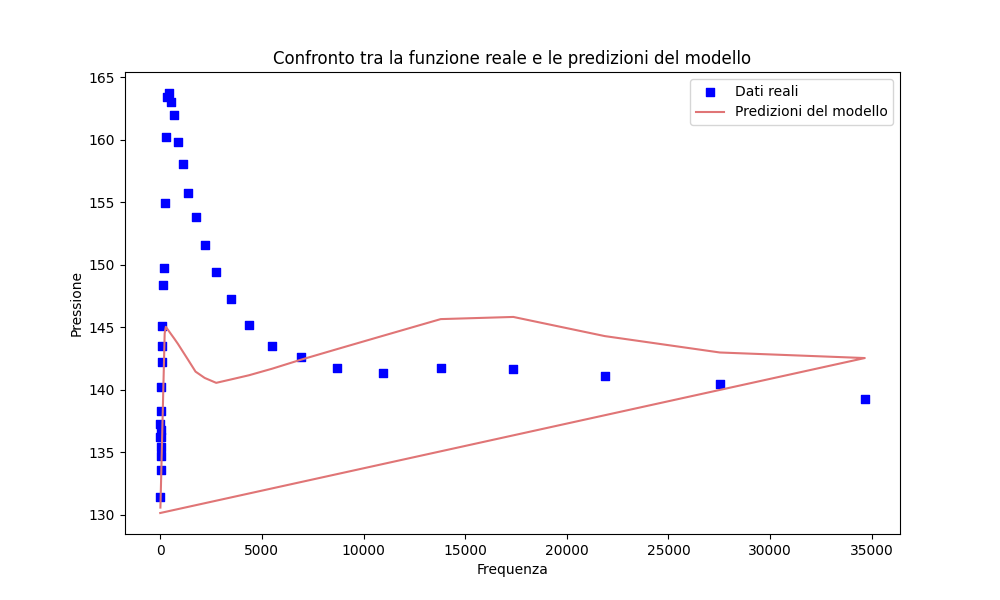 Confronto tra la funzione reale e le predizioni del modello
165
160
155
150
145
140
135
130
Pressione
Dati reali
Predizioni del modello
0 5000 10000 15000 20000 25000 30000 35000
Frequenza